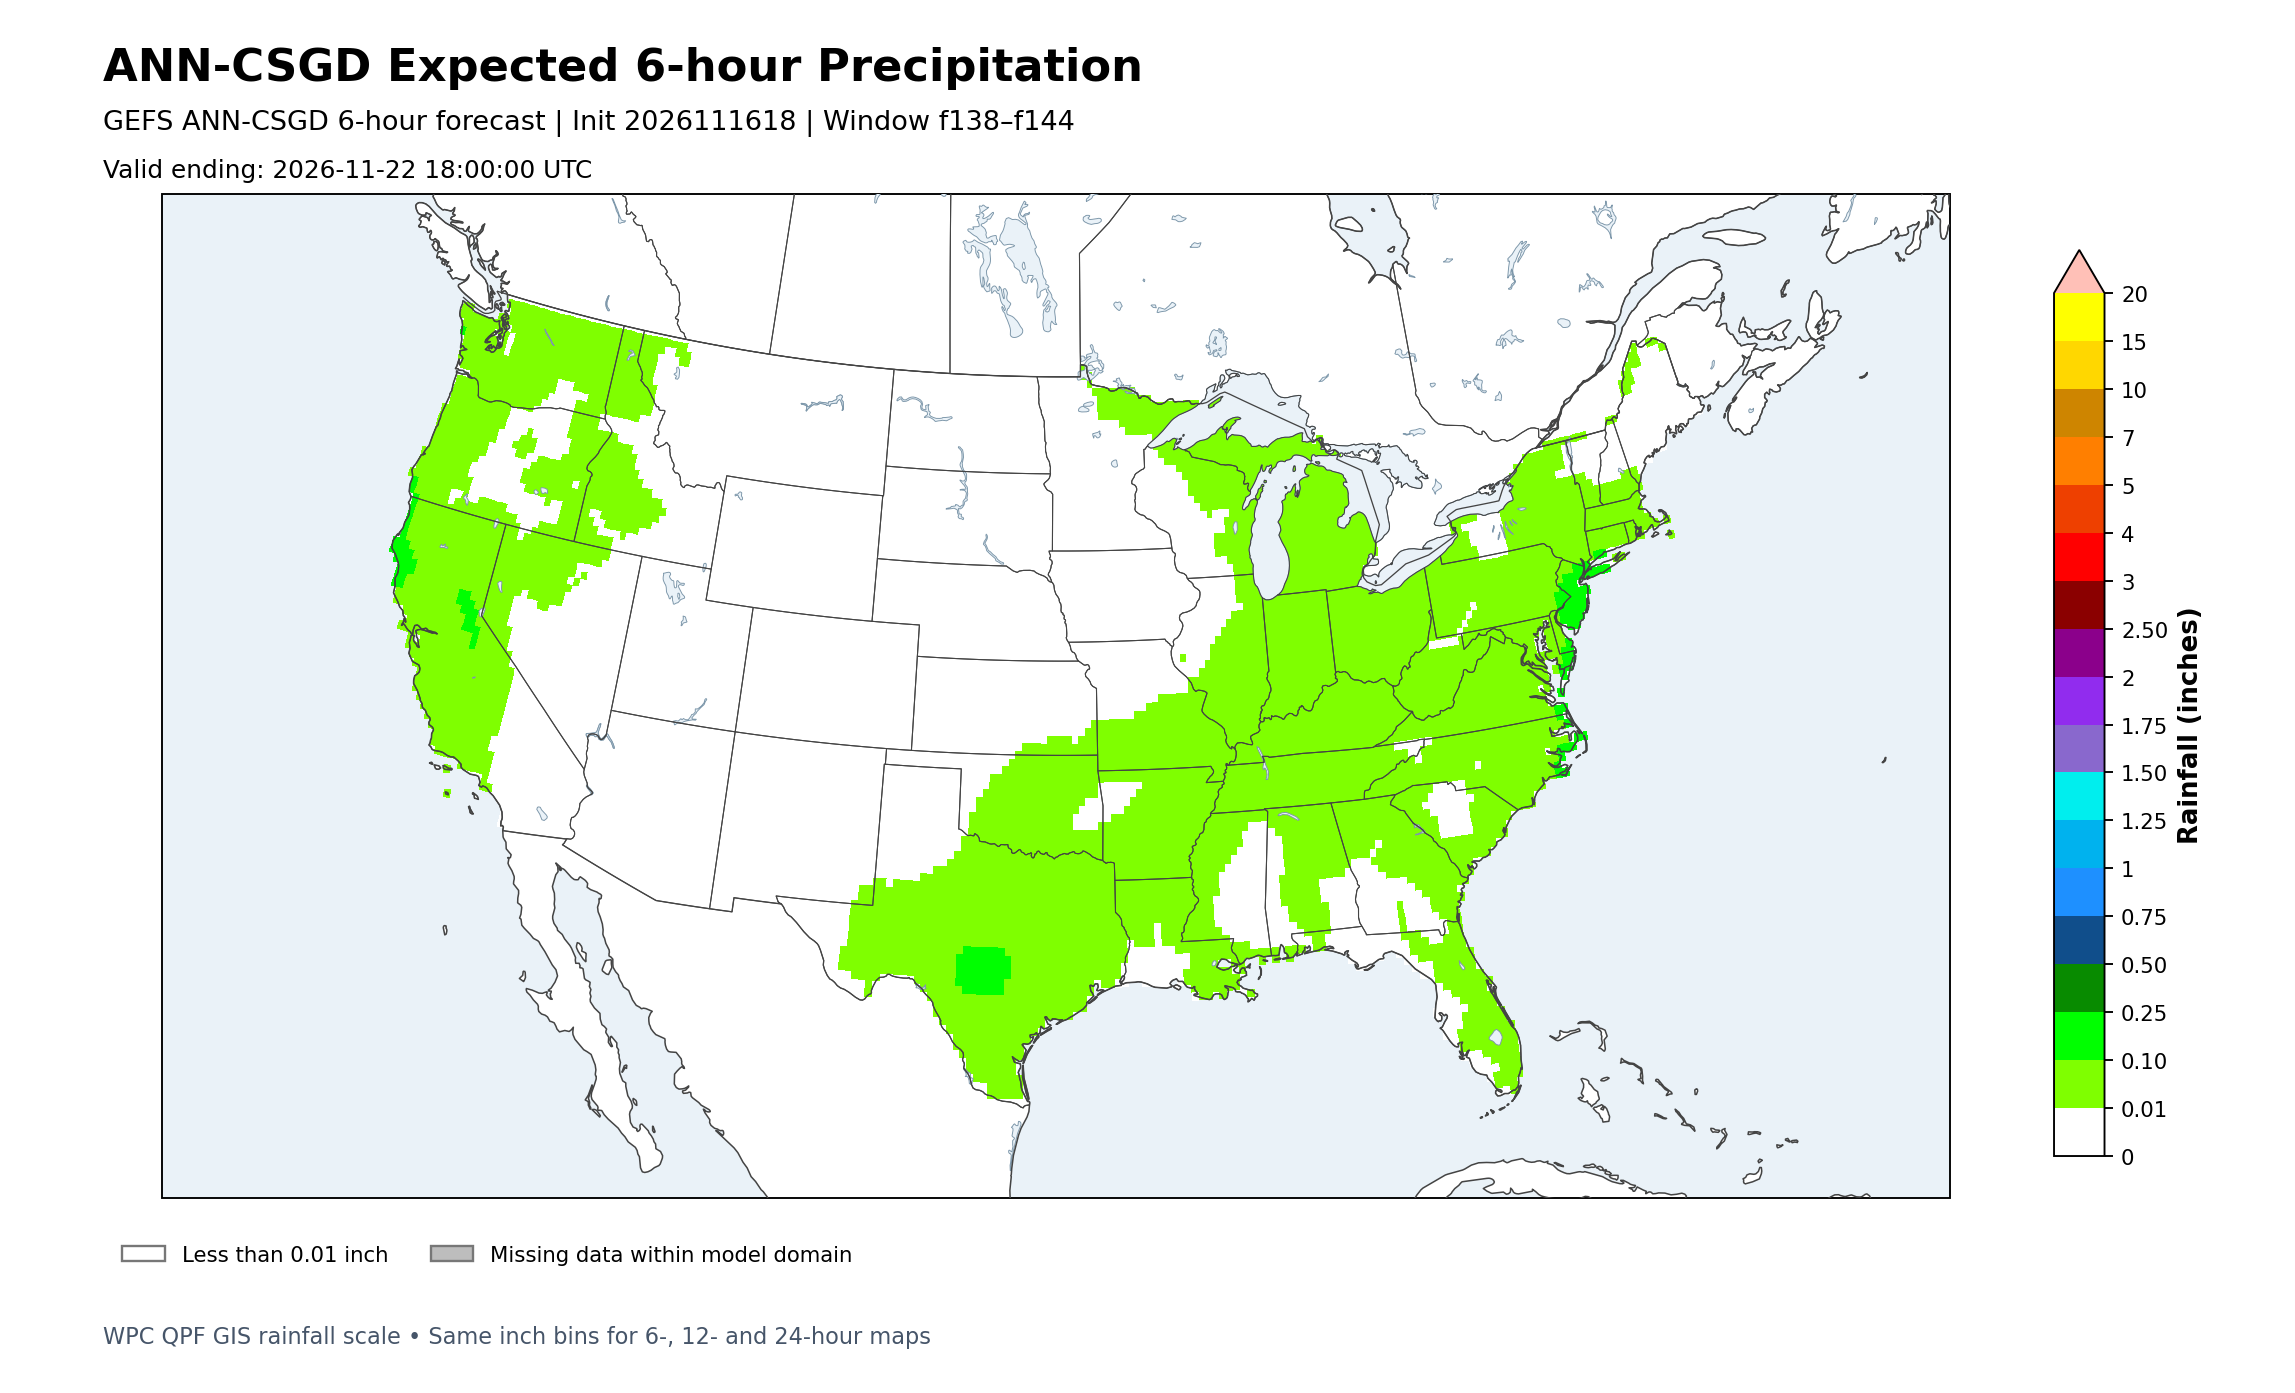 ANN-CSGD Expected 6-hour Precipitation
GEFS ANN-CSGD 6-hour forecast | Init 2026111618 | Window f138–f144
Valid ending: 2026-11-22 18:00:00 UTC
20
15
10
7
5
4
3
2.50
2
1.75
1.50
1.25
1
0.75
0.50
0.25
0.10
0.01
0
Rainfall (inches)
Less than 0.01 inch
Missing data within model domain
WPC QPF GIS rainfall scale • Same inch bins for 6-, 12- and 24-hour maps